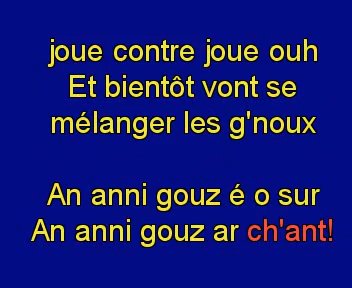 joue contre joue ouh
Et bientôt vont se
mélanger les g'noux
An anni gouz é o sur
An anni gouz ar ch'ant!